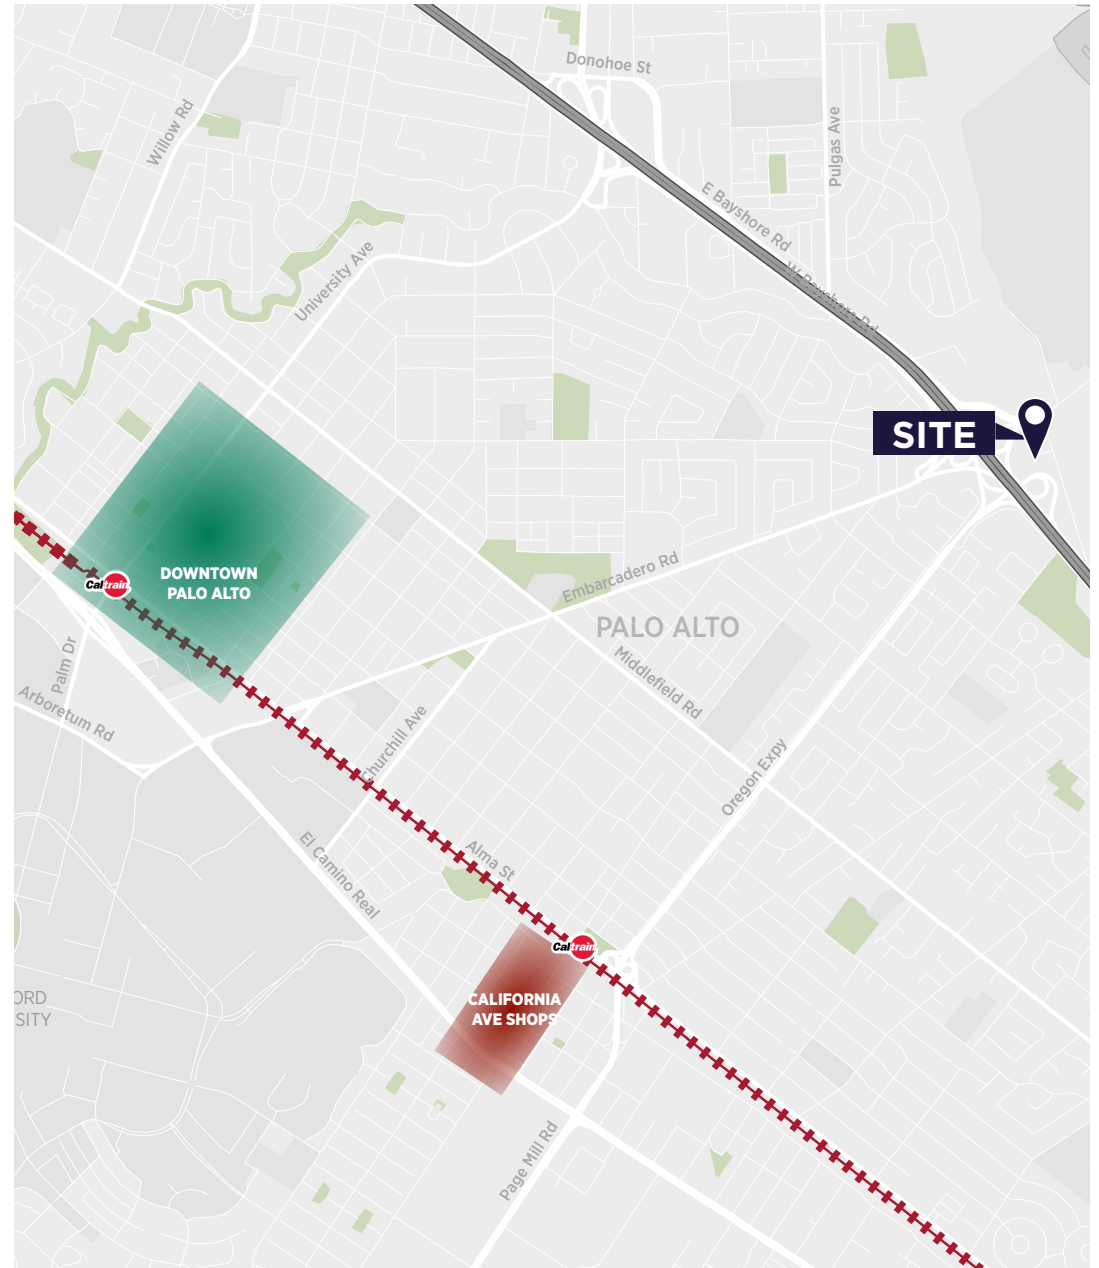 Donohoe St
Willow Rd
Pulgas Ave
E Bayshore Rd
W Bayshore Rd
University Ave
SITE
DOWNTOWN
PALO ALTO
Caltrain
Embarcadero Rd
PALO ALTO
Palm Dr
Middlefield Rd
Arboretum Rd
Churchill Ave
Oregon Expy
El Camino Real
Alma St
Caltrain
CALIFORNIA
AVE SHOPS
ORD
SITY
Page Mill Rd